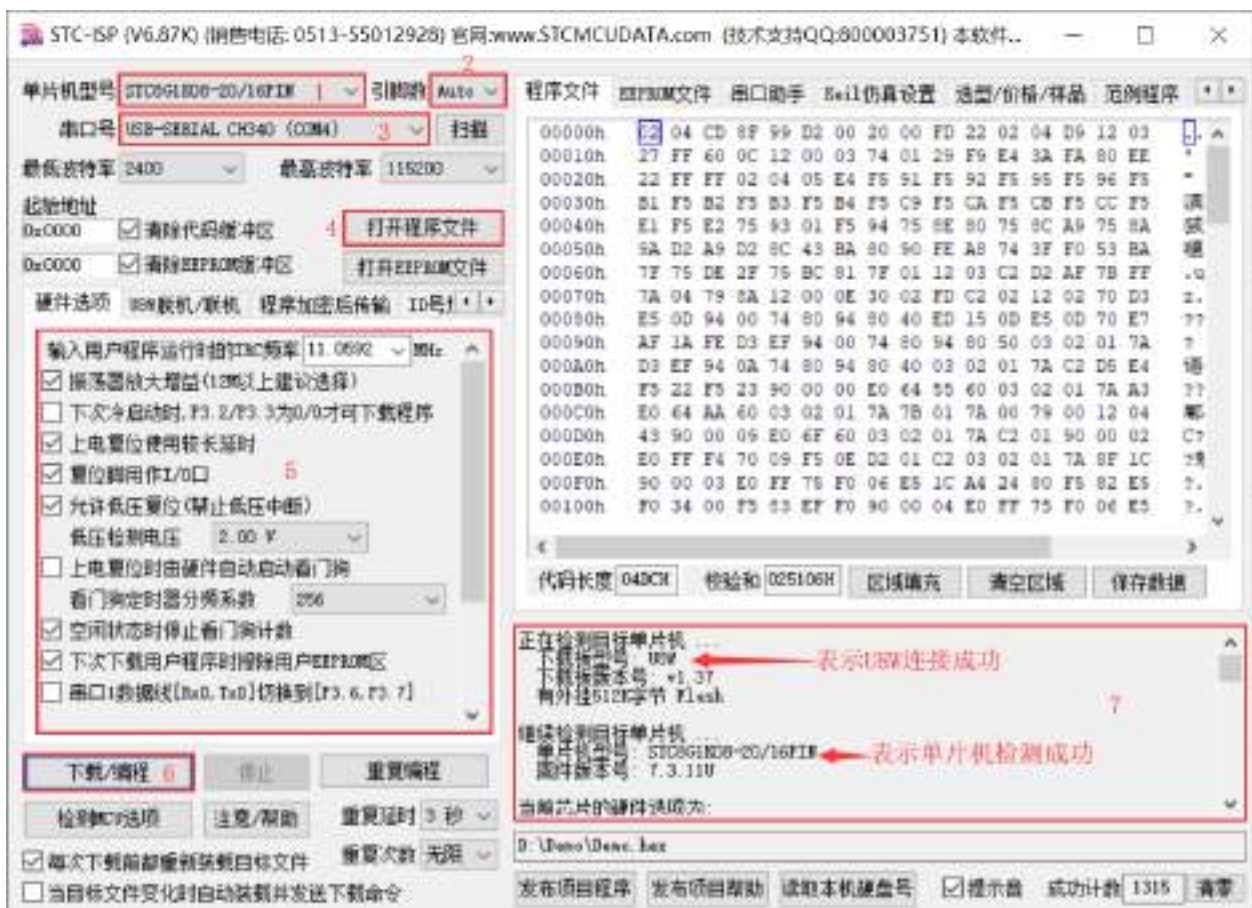 STC-ISP (V6.87K) (销售电话: 0513-55012928) 官网:www.STCMCUDATA.com (技术支持QQ:800003751) 本软件...
2
单片机型号 STC8G1K08-20/16PIN 1 引脚数 Auto
串口号 USB-SERIAL CH340 (COM4) 3 扫描
最低波特率 2400 最高波特率 115200
起始地址
0x0000 清除代码缓冲区 4 打开程序文件
0x0000 清除EEPROM缓冲区 打开EEPROM文件
硬件选项 U8W脱机/联机 程序加密后传输
输入用户程序运行时的IRC频率 11.0592 MHz
振荡器放大增益(12M以上建议选择)
下次冷启动时,P3.2/P3.3为0/0才可下载程序
上电复位使用较长延时
复位脚用作I/O口 5
允许低压复位(禁止低压中断)
低压检测电压 2.00 V
上电复位时由硬件自动启动看门狗
看门狗定时器分频系数 256
空闲状态时停止看门狗计数
下次下载用户程序时擦除用户EEPROM区
串口1数据线[RxD,TxD]切换到[P3.6,P3.7]
下载/编程 6 停止 重复编程
检测MCU选项 注意/帮助 重复延时 3 秒
每次下载前都重新装载目标文件 重复次数 无限
当目标文件变化时自动装载并发送下载命令
程序文件 EEPROM文件 串口助手 Keil仿真设置 选型/价格/样品 范例程序
00000h 02 04 CD 8F 99 D2 00 20 00 FD 22 02 04 D9 12 03
00010h 27 FF 60 0C 12 00 03 74 01 29 F9 E4 3A FA 80 EE
00020h 22 FF FF 02 04 05 E4 F5 91 F5 92 F5 95 F5 96 F5
00030h B1 F5 B2 F5 B3 F5 B4 F5 C9 F5 CA F5 CB F5 CC F5
00040h E1 F5 E2 75 93 01 F5 94 75 8E 80 75 8C A9 75 8A
00050h 9A D2 A9 D2 8C 43 BA 80 90 FE A8 74 3F F0 53 BA
00060h 7F 75 DE 2F 75 BC 81 7F 01 12 03 C2 D2 AF 7B FF
00070h 7A 04 79 8A 12 00 0E 30 02 FD C2 02 12 02 70 D3
00080h E5 0D 94 00 74 80 94 80 40 ED 15 0D E5 0D 70 E7
00090h AF 1A FE D3 EF 94 00 74 80 94 80 50 03 02 01 7A
000A0h D3 EF 94 0A 74 80 94 80 40 03 02 01 7A C2 D5 E4
000B0h F5 22 F5 23 90 00 00 E0 64 55 60 03 02 01 7A A3
000C0h E0 64 AA 60 03 02 01 7A 7B 01 7A 00 79 00 12 04
000D0h 43 90 00 09 E0 6F 60 03 02 01 7A C2 01 90 00 02
000E0h E0 FF F4 70 09 F5 0E D2 01 C2 03 02 01 7A 8F 1C
000F0h 90 00 03 E0 FF 75 F0 06 E5 1C A4 24 80 F5 82 E5
00100h F0 34 00 F5 83 EF F0 90 00 04 E0 FF 75 F0 06 E5
代码长度 04DCH 校验和 025106H 区域填充 清空区域 保存数据
正在检测目标单片机 ...
下载板型号: U8W 表示U8W连接成功
下载板版本号: v1.37
有外挂512K字节 Flash
7
继续检测目标单片机 ...
单片机型号: STC8G1K08-20/16PIN 表示单片机检测成功
固件版本号: 7.3.11U
当前芯片的硬件选项为:
D:\Demo\Demo.hex
发布项目程序 发布项目帮助 读取本机硬盘号 提示音 成功计数 1315 清零